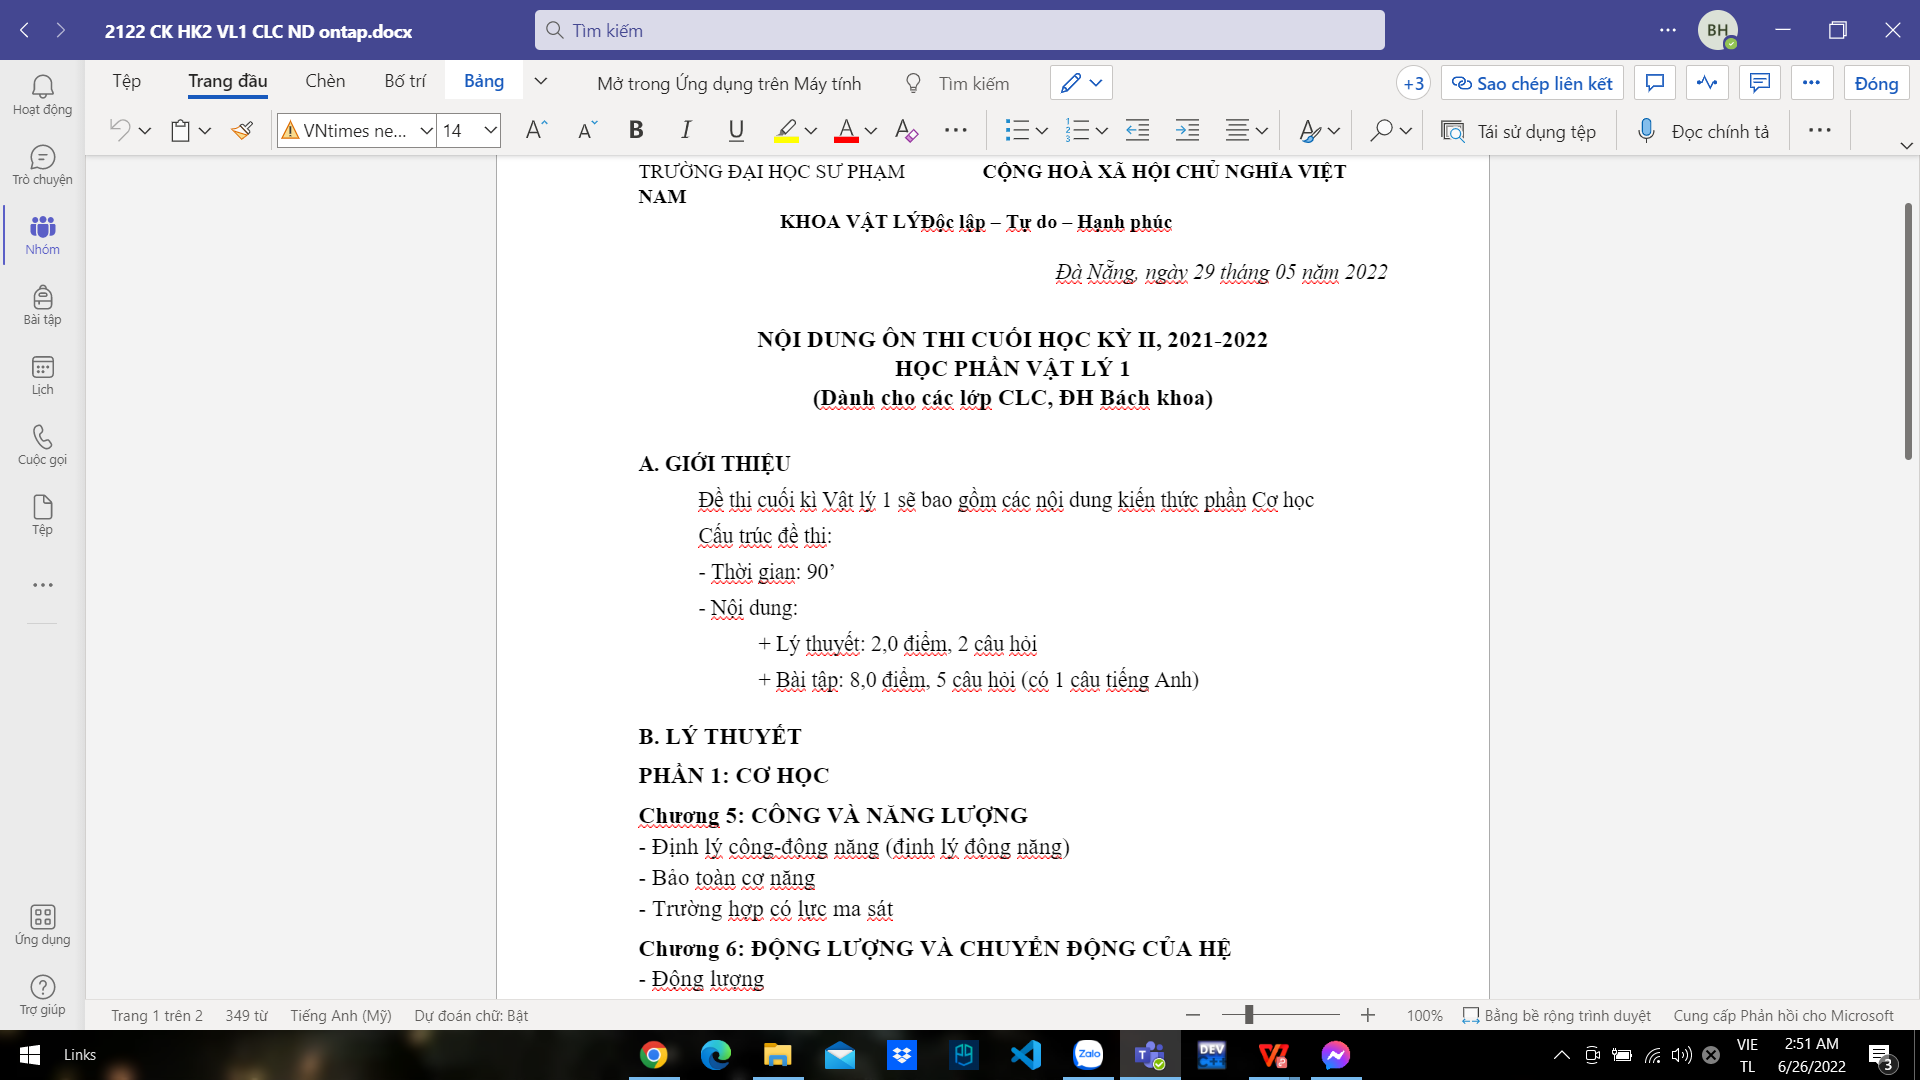 2122 CK HK2 VL1 CLC ND ontap.docx
Tìm kiếm
BH
Tệp Trang đầu Chèn Bố trí Bảng Mở trong Ứng dụng trên Máy tính Tìm kiếm +3 Sao chép liên kết Đóng
VNtimes ne... 14 Tái sử dụng tệp Đọc chính tả
Hoạt động
Trò chuyện
Nhóm
Bài tập
Lịch
Cuộc gọi
Tệp
Ứng dụng
Trợ giúp
TRƯỜNG ĐẠI HỌC SƯ PHẠM CỘNG HOÀ XÃ HỘI CHỦ NGHĨA VIỆT
NAM
KHOA VẬT LÝĐộc lập – Tự do – Hạnh phúc
Đà Nẵng, ngày 29 tháng 05 năm 2022
NỘI DUNG ÔN THI CUỐI HỌC KỲ II, 2021-2022
HỌC PHẦN VẬT LÝ 1
(Dành cho các lớp CLC, ĐH Bách khoa)
A. GIỚI THIỆU
Đề thi cuối kì Vật lý 1 sẽ bao gồm các nội dung kiến thức phần Cơ học
Cấu trúc đề thi:
- Thời gian: 90’
- Nội dung:
+ Lý thuyết: 2,0 điểm, 2 câu hỏi
+ Bài tập: 8,0 điểm, 5 câu hỏi (có 1 câu tiếng Anh)
B. LÝ THUYẾT
PHẦN 1: CƠ HỌC
Chương 5: CÔNG VÀ NĂNG LƯỢNG
- Định lý công-động năng (định lý động năng)
- Bảo toàn cơ năng
- Trường hợp có lực ma sát
Chương 6: ĐỘNG LƯỢNG VÀ CHUYỂN ĐỘNG CỦA HỆ
- Động lượng
Trang 1 trên 2 349 từ Tiếng Anh (Mỹ) Dự đoán chữ: Bật 100% Bằng bề rộng trình duyệt Cung cấp Phản hồi cho Microsoft
Links
Zalo
DEV C++
VIE
TL
2:51 AM
6/26/2022
3